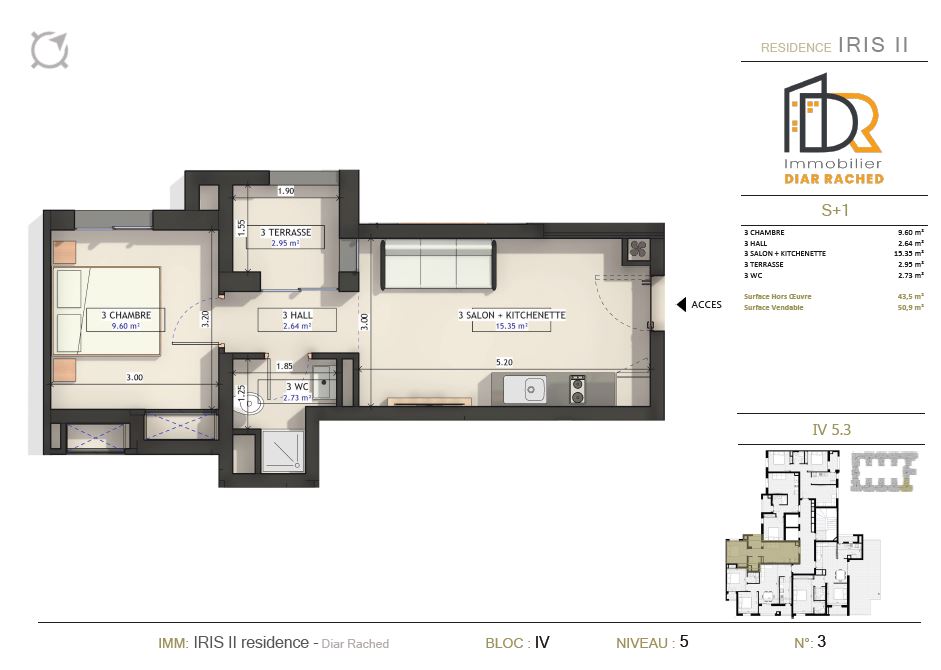 RESIDENCE IRIS II
DR
Immobilier
DIAR RACHED
S+1
3 CHAMBRE 9.60 m²
3 HALL 2.64 m²
3 SALON + KITCHENETTE 15.35 m²
3 TERRASSE 2.95 m²
3 WC 2.73 m²
Surface Hors Œuvre 43,5 m²
Surface Vendable 50,9 m²
1.90
1.55
3 TERRASSE
2.95 m²
3 CHAMBRE
9.60 m²
3.20
3.00
3 HALL
2.64 m²
3.00
3 SALON + KITCHENETTE
15.35 m²
5.20
ACCES
1.85
1.25
3 WC
2.73 m²
IV 5.3
IMM: IRIS II residence - Diar Rached BLOC : IV NIVEAU : 5 N°: 3